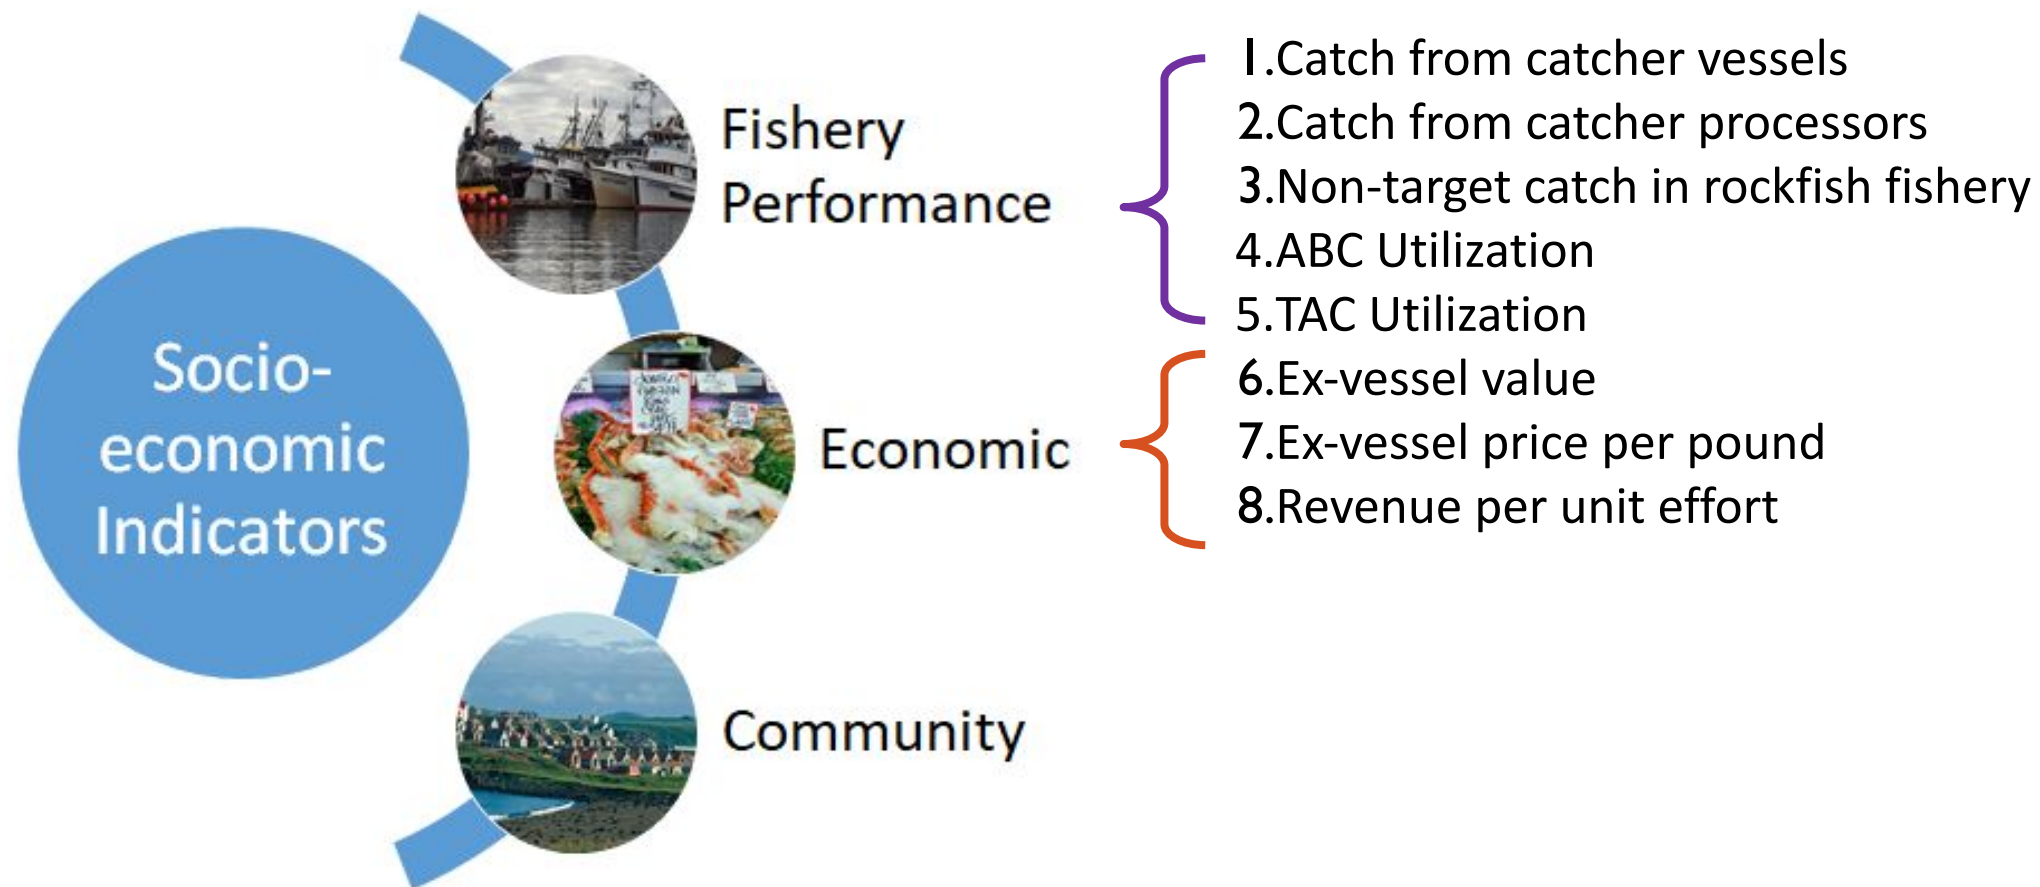 Socio-
economic
Indicators
Fishery
Performance
Economic
Community
1.Catch from catcher vessels
2.Catch from catcher processors
3.Non-target catch in rockfish fishery
4.ABC Utilization
5.TAC Utilization
6.Ex-vessel value
7.Ex-vessel price per pound
8.Revenue per unit effort